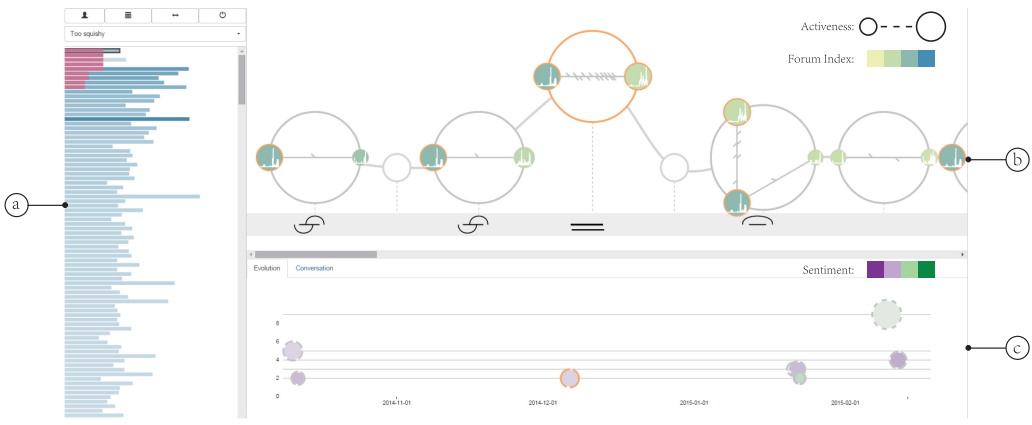 Too squishy
Activeness:
Forum Index:
a
b
Evolution
Conversation
Sentiment:
6
4
2
0
2014-11-01
2014-12-01
2015-01-01
2015-02-01
c